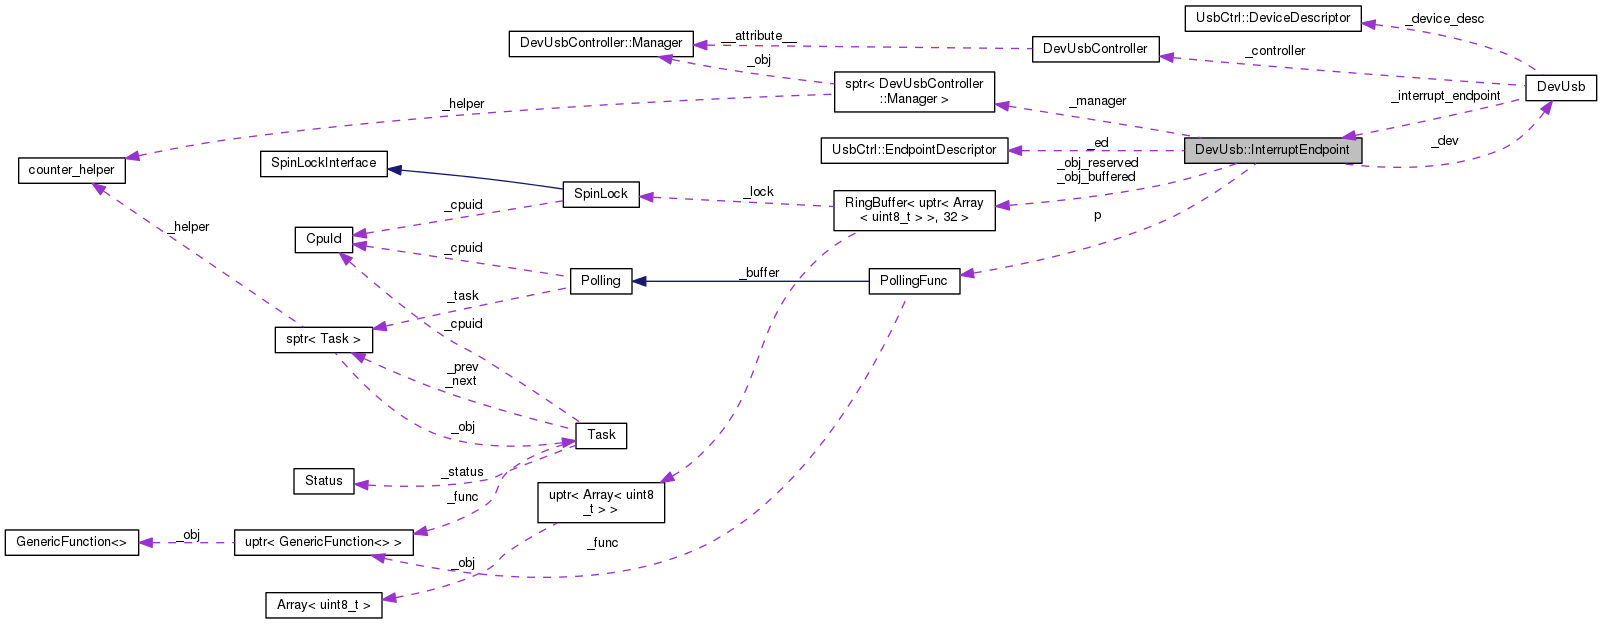 UsbCtrl::DeviceDescriptor
_device_desc
__attribute__
DevUsbController::Manager
DevUsbController
_controller
_obj
sptr< DevUsbController
::Manager >
DevUsb
_helper
_manager
_interrupt_endpoint
_ed
_dev
UsbCtrl::EndpointDescriptor
DevUsb::InterruptEndpoint
SpinLockInterface
_obj_reserved
_obj_buffered
counter_helper
SpinLock
_lock
RingBuffer< uptr< Array
< uint8_t > >, 32 >
_cpuid
p
_helper
CpuId
_cpuid
_buffer
Polling
PollingFunc
_task
_cpuid
sptr< Task >
_prev
_next
_obj
Task
_status
Status
_func
uptr< Array< uint8
_t > >
GenericFunction<>
_obj
uptr< GenericFunction<> >
_func
_obj
Array< uint8_t >